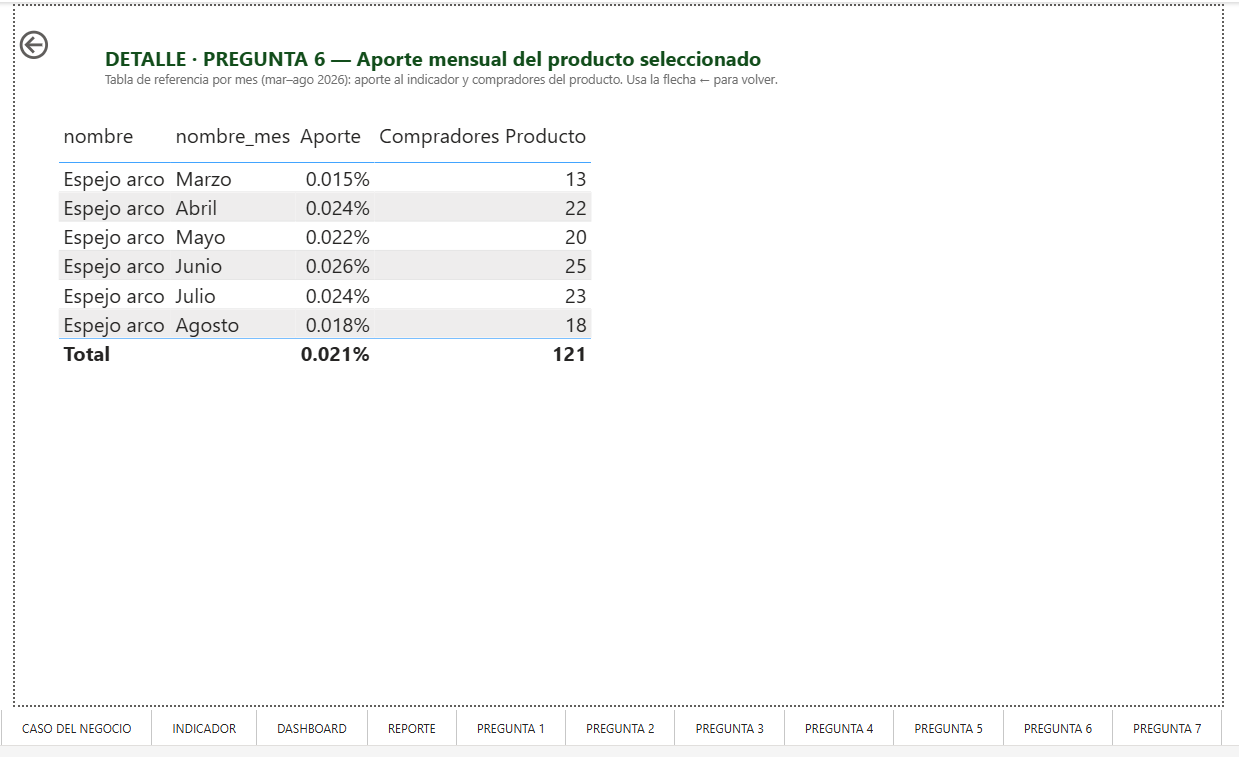 DETALLE · PREGUNTA 6 — Aporte mensual del producto seleccionado
Tabla de referencia por mes (mar–ago 2026): aporte al indicador y compradores del producto. Usa la flecha ← para volver.
nombre nombre_mes Aporte Compradores Producto
Espejo arco Marzo 0.015% 13
Espejo arco Abril 0.024% 22
Espejo arco Mayo 0.022% 20
Espejo arco Junio 0.026% 25
Espejo arco Julio 0.024% 23
Espejo arco Agosto 0.018% 18
Total 0.021% 121
CASO DEL NEGOCIO INDICADOR DASHBOARD REPORTE PREGUNTA 1 PREGUNTA 2 PREGUNTA 3 PREGUNTA 4 PREGUNTA 5 PREGUNTA 6 PREGUNTA 7